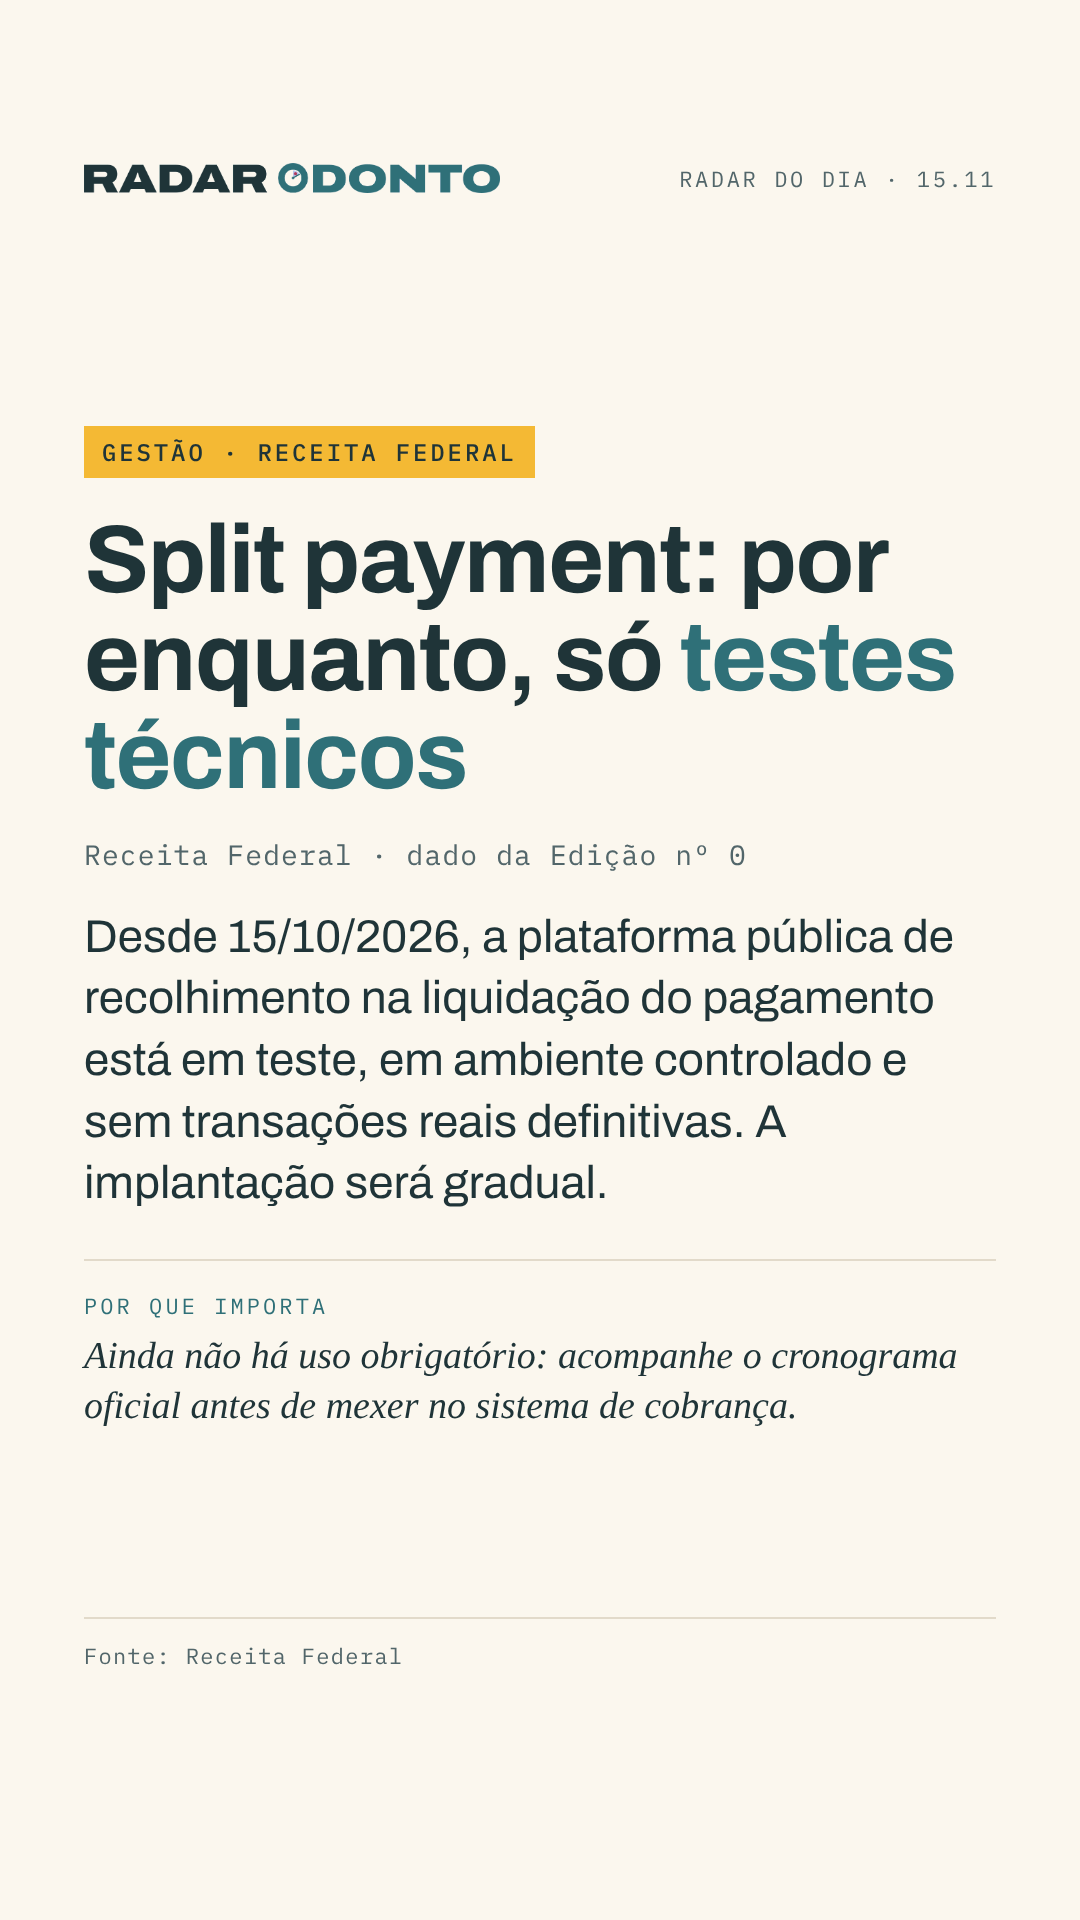 RADAR ODONTO
RADAR DO DIA · 15.11
GESTÃO · RECEITA FEDERAL
Split payment: por
enquanto, só testes
técnicos
Receita Federal · dado da Edição nº 0
Desde 15/10/2026, a plataforma pública de
recolhimento na liquidação do pagamento
está em teste, em ambiente controlado e
sem transações reais definitivas. A
implantação será gradual.
POR QUE IMPORTA
Ainda não há uso obrigatório: acompanhe o cronograma
oficial antes de mexer no sistema de cobrança.
Fonte: Receita Federal